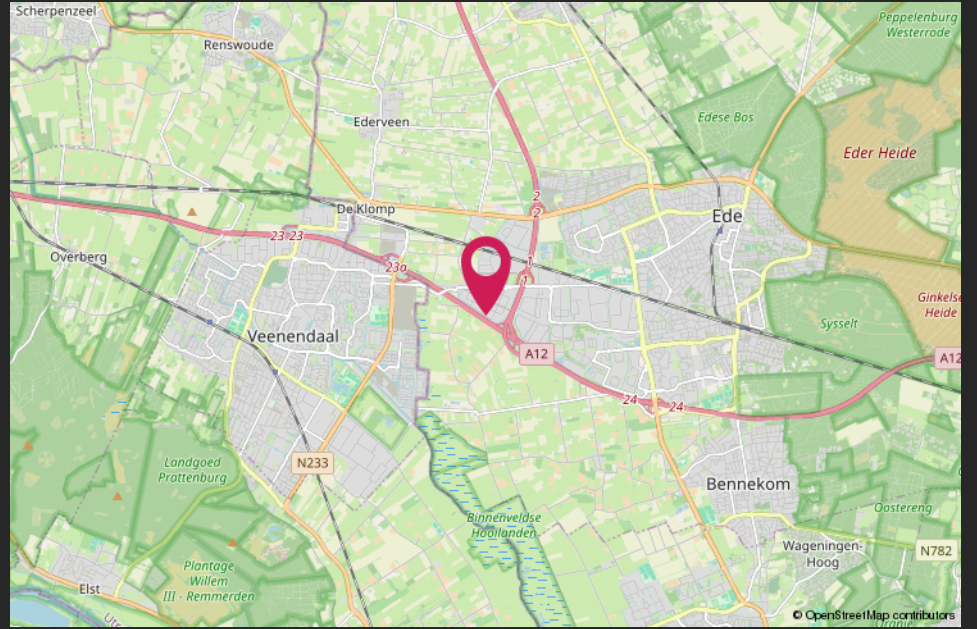 Scherpenzeel
Renswoude
Peppelenburg
Westerrode
Ederveen
Edese Bos
Eder Heide
2
2
De Klomp
Ede
23 23
23a
Overberg
1
1
Ginkelse
Heide
Sysselt
Veenendaal
A12
A12
24
24
Landgoed
Prattenburg
N233
Bennekom
Binnenveldse
Hooilanden
Oostereng
Wageningen-
Hoog
N782
Plantage
Willem
III - Remmerden
Elst
Utr
Oranje
© OpenStreetMap contributors